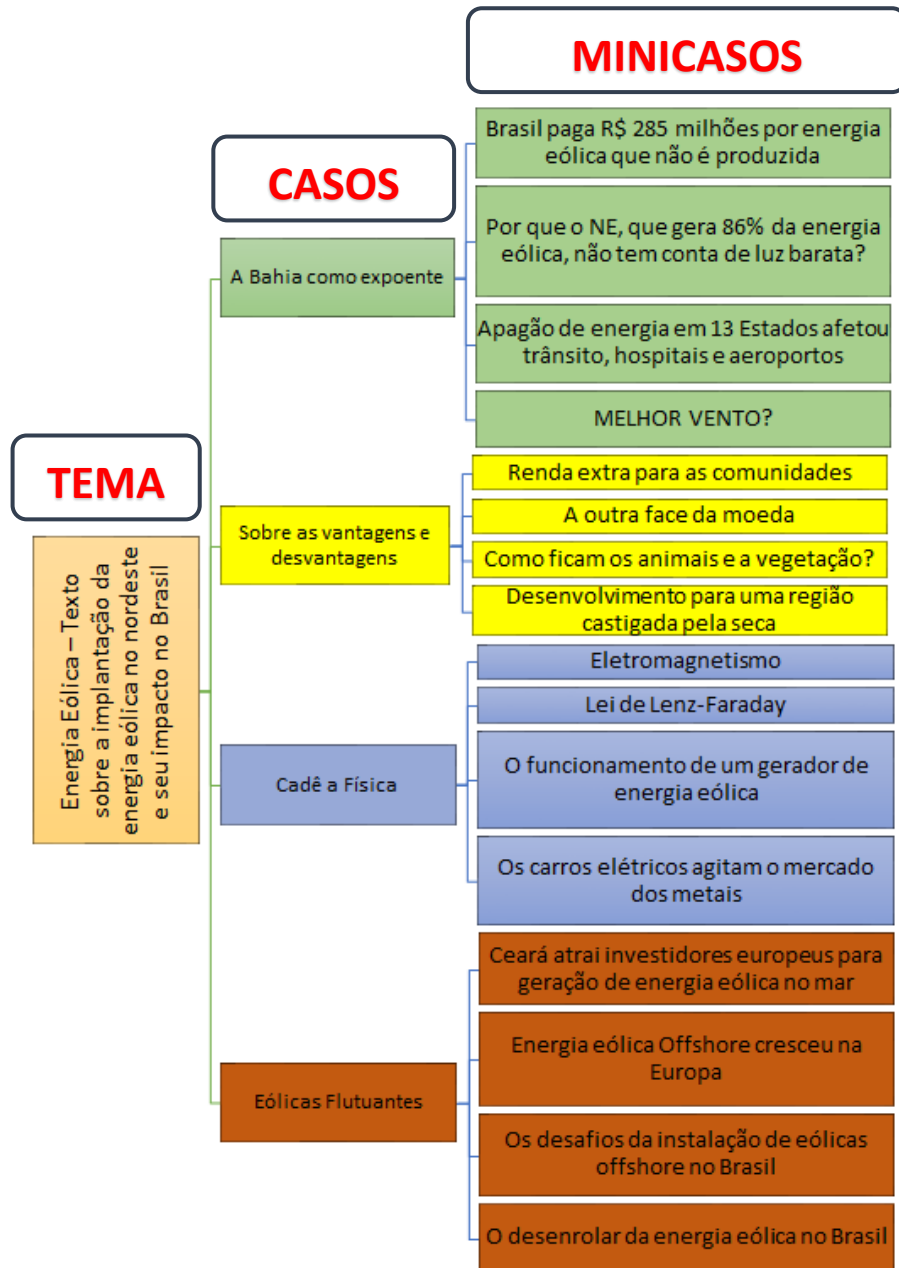 MINICASOS
CASOS
TEMA
Energia Eólica – Texto
sobre a implantação da
energia eólica no nordeste
e seu impacto no Brasil
A Bahia como expoente
Brasil paga R$ 285 milhões por energia
eólica que não é produzida
Por que o NE, que gera 86% da energia
eólica, não tem conta de luz barata?
Apagão de energia em 13 Estados afetou
trânsito, hospitais e aeroportos
MELHOR VENTO?
Sobre as vantagens e
desvantagens
Renda extra para as comunidades
A outra face da moeda
Como ficam os animais e a vegetação?
Desenvolvimento para uma região
castigada pela seca
Cadê a Física
Eletromagnetismo
Lei de Lenz-Faraday
O funcionamento de um gerador de
energia eólica
Os carros elétricos agitam o mercado
dos metais
Eólicas Flutuantes
Ceará atrai investidores europeus para
geração de energia eólica no mar
Energia eólica Offshore cresceu na
Europa
Os desafios da instalação de eólicas
offshore no Brasil
O desenrolar da energia eólica no Brasil